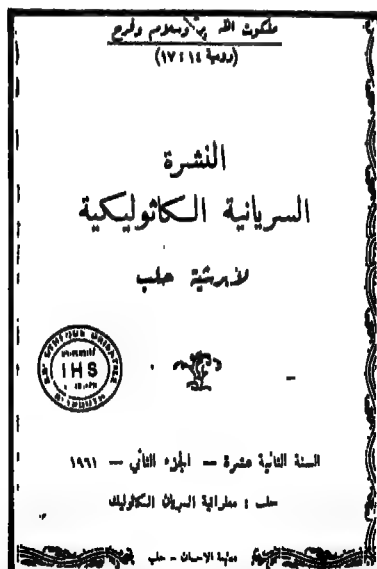 ملكوت الله برّ وسلام وفرح
(رومية ١٤ : ١٧)
النشرة
السريانية الكاثوليكية
لابرشية حلب
IHS
السنة الثانية عشرة — الجزء الثاني — ١٩٦١
حلب : مطرانية السريان الكاثوليك
مطبعة الاحسان - حلب